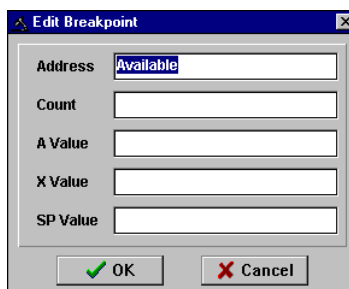 Edit Breakpoint
Address Available
Count
A Value
X Value
SP Value
OK Cancel